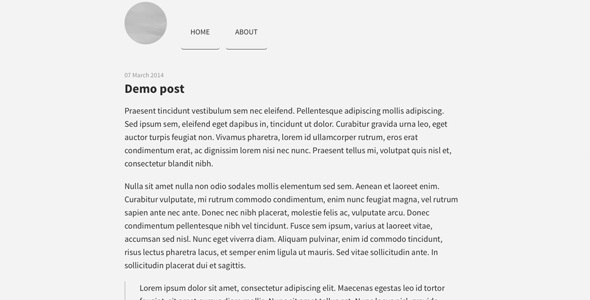 HOME ABOUT
07 March 2014
Demo post
Praesent tincidunt vestibulum sem nec eleifend. Pellentesque adipiscing mollis adipiscing.
Sed ipsum sem, eleifend eget dapibus in, tincidunt ut dolor. Curabitur gravida urna leo, eget
auctor turpis feugiat non. Vivamus pharetra, lorem id ullamcorper rutrum, eros erat
condimentum erat, ac dignissim lorem nisi nec nunc. Praesent tellus mi, volutpat quis nisl et,
consectetur blandit nibh.
Nulla sit amet nulla non odio sodales mollis elementum sed sem. Aenean et laoreet enim.
Curabitur vulputate, mi rutrum commodo condimentum, enim nunc feugiat magna, vel rutrum
sapien ante nec ante. Donec nec nibh placerat, molestie felis ac, vulputate arcu. Donec
condimentum pellentesque nibh vel tincidunt. Fusce sem ipsum, varius at laoreet vitae,
accumsan sed nisl. Nunc eget viverra diam. Aliquam pulvinar, enim id commodo tincidunt,
risus lectus pharetra lacus, et semper enim ligula ut mauris. Sed vitae sollicitudin ante. In
sollicitudin placerat dui et sagittis.
Lorem ipsum dolor sit amet, consectetur adipiscing elit. Maecenas egestas leo id tortor